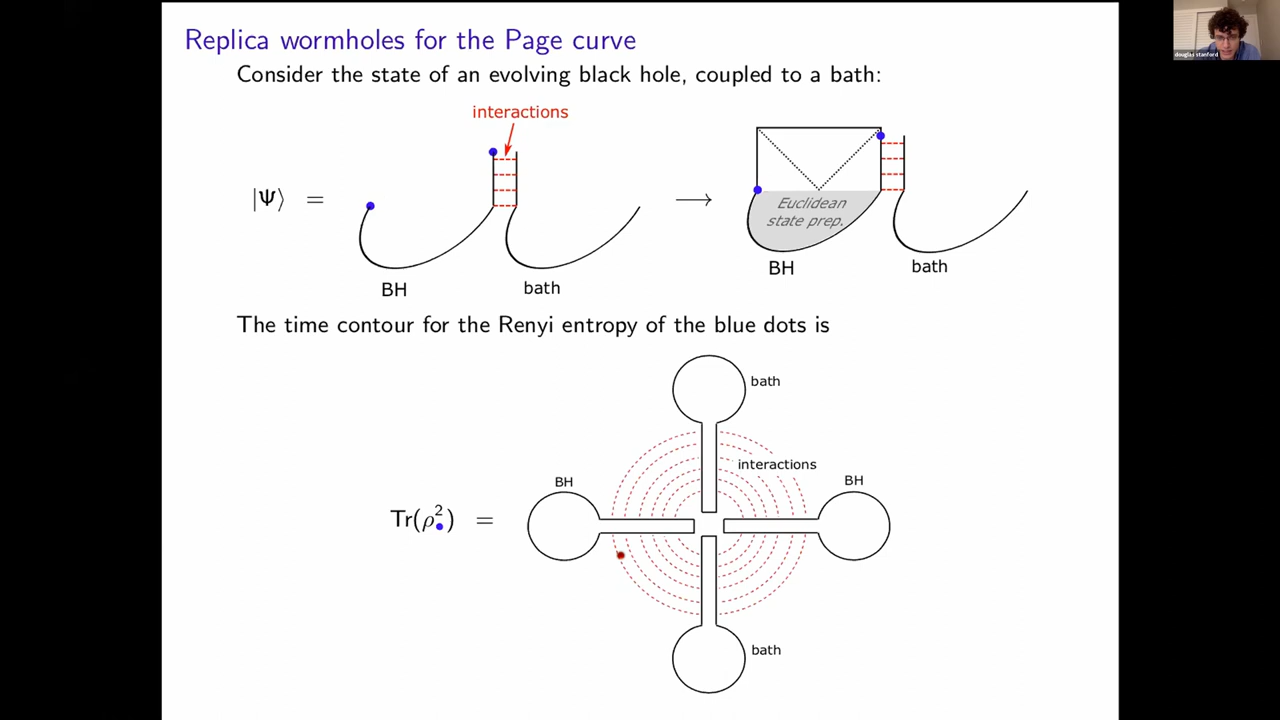 Replica wormholes for the Page curve
Consider the state of an evolving black hole, coupled to a bath:
interactions
|Ψ⟩ =
BH
bath
Euclidean
state prep.
BH
bath
The time contour for the Renyi entropy of the blue dots is
bath
interactions
BH
BH
Tr(ρ²) =
bath
douglas stanford